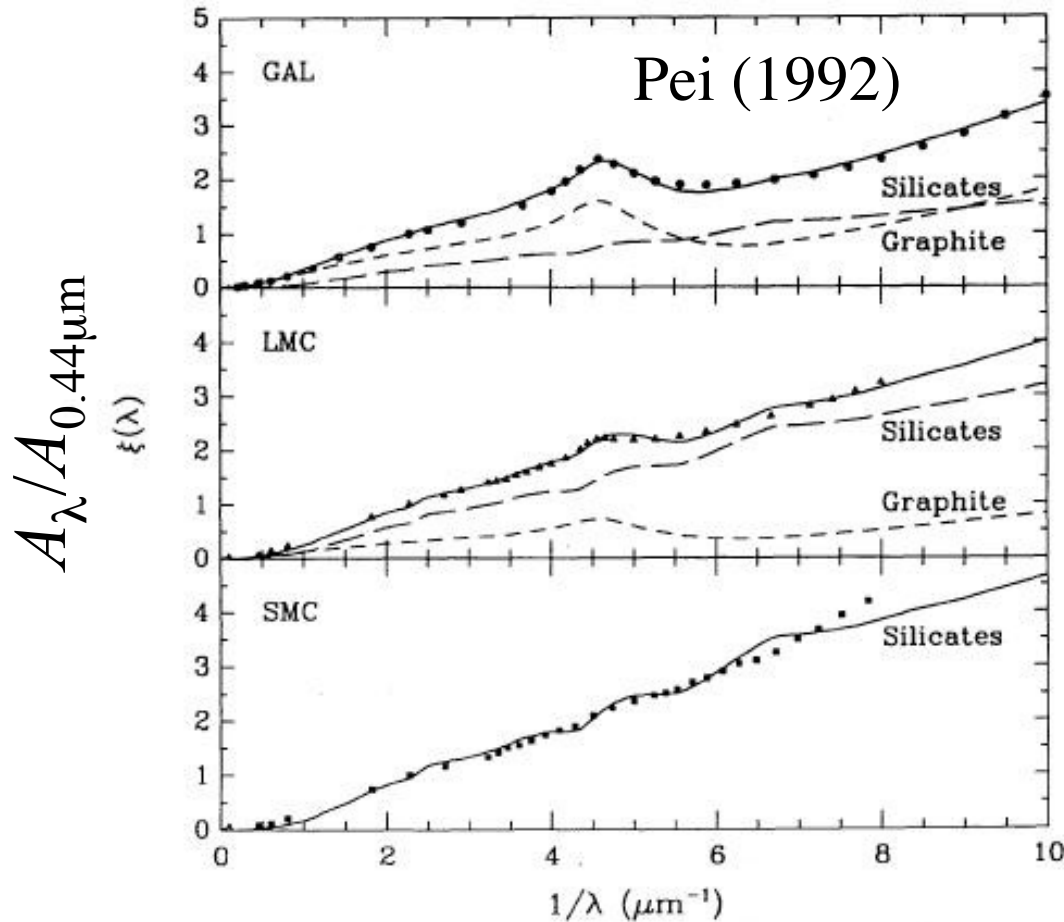 Pei (1992)
A_λ/A_0.44μm
ξ(λ)
5
4
3
2
1
0
GAL
Silicates
Graphite
4
3
2
1
0
LMC
Silicates
Graphite
4
3
2
1
0
SMC
Silicates
0 2 4 6 8 10
1/λ (μm⁻¹)